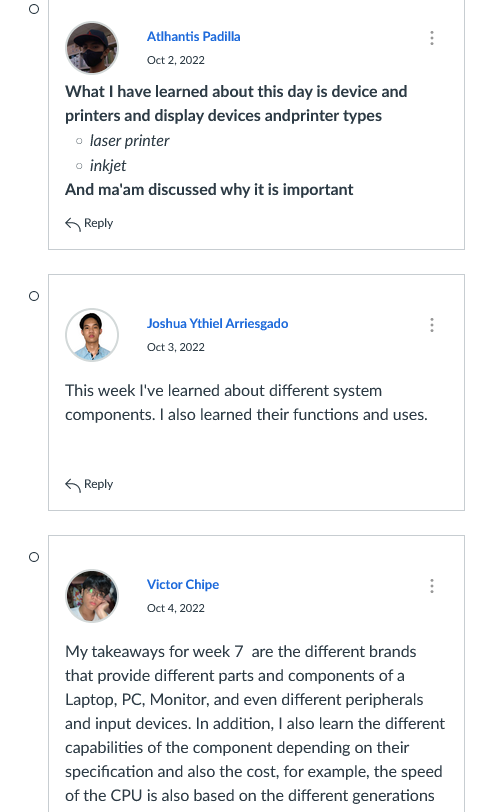 Atlhantis Padilla
Oct 2, 2022
What I have learned about this day is device and
printers and display devices andprinter types
laser printer
inkjet
And ma'am discussed why it is important
Reply
Joshua Ythiel Arriesgado
Oct 3, 2022
This week I've learned about different system
components. I also learned their functions and uses.
Reply
Victor Chipe
Oct 4, 2022
My takeaways for week 7  are the different brands
that provide different parts and components of a
Laptop, PC, Monitor, and even different peripherals
and input devices. In addition, I also learn the different
capabilities of the component depending on their
specification and also the cost, for example, the speed
of the CPU is also based on the different generations